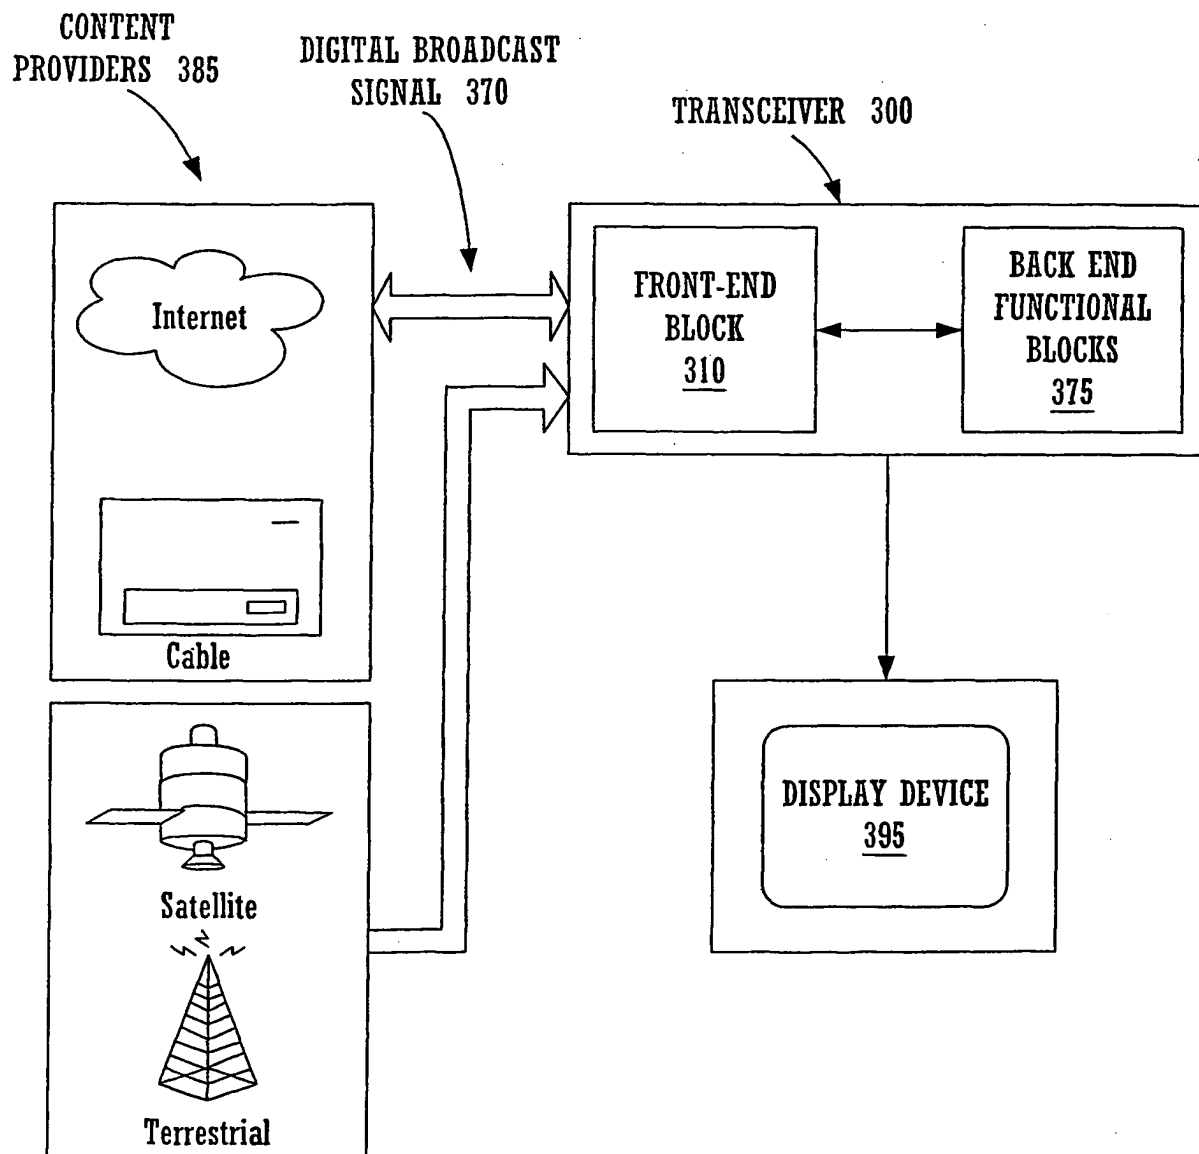 CONTENT
PROVIDERS 385
DIGITAL BROADCAST
SIGNAL 370
TRANSCEIVER 300
Internet
Cable
FRONT-END
BLOCK
310
BACK END
FUNCTIONAL
BLOCKS
375
Satellite
Terrestrial
DISPLAY DEVICE
395